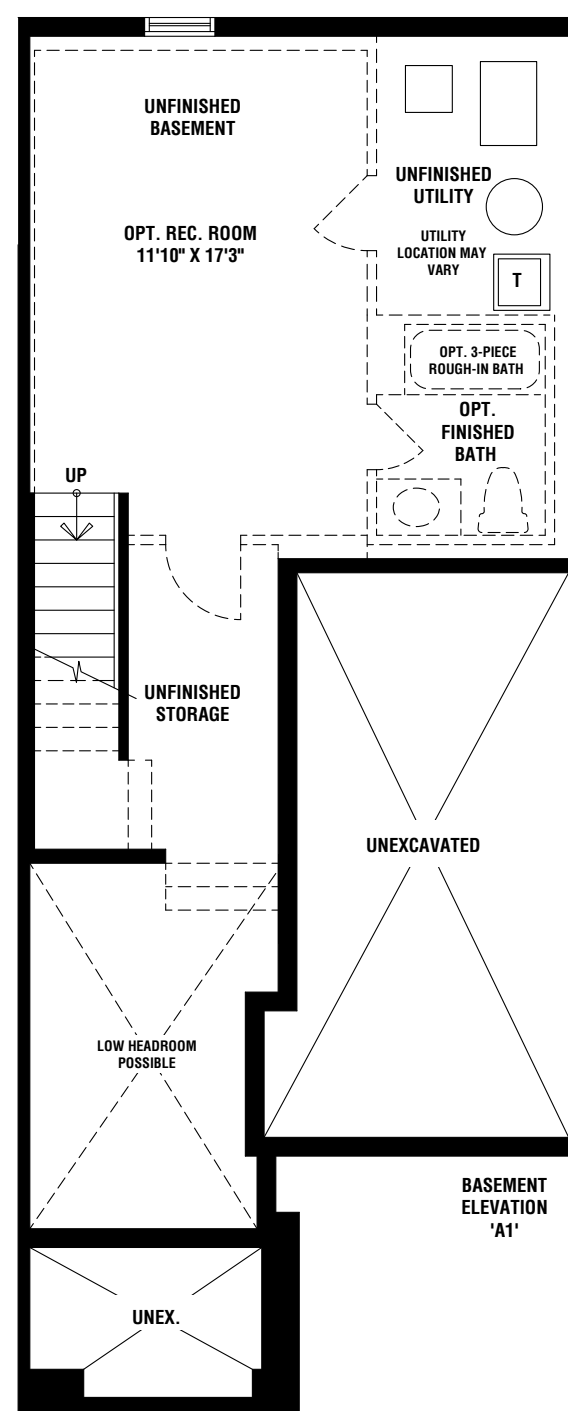 UNFINISHED
BASEMENT
UNFINISHED
UTILITY
OPT. REC. ROOM
11'10" X 17'3"
UTILITY
LOCATION MAY
VARY
T
OPT. 3-PIECE
ROUGH-IN BATH
OPT.
FINISHED
BATH
UP
UNFINISHED
STORAGE
UNEXCAVATED
LOW HEADROOM
POSSIBLE
BASEMENT
ELEVATION
'A1'
UNEX.